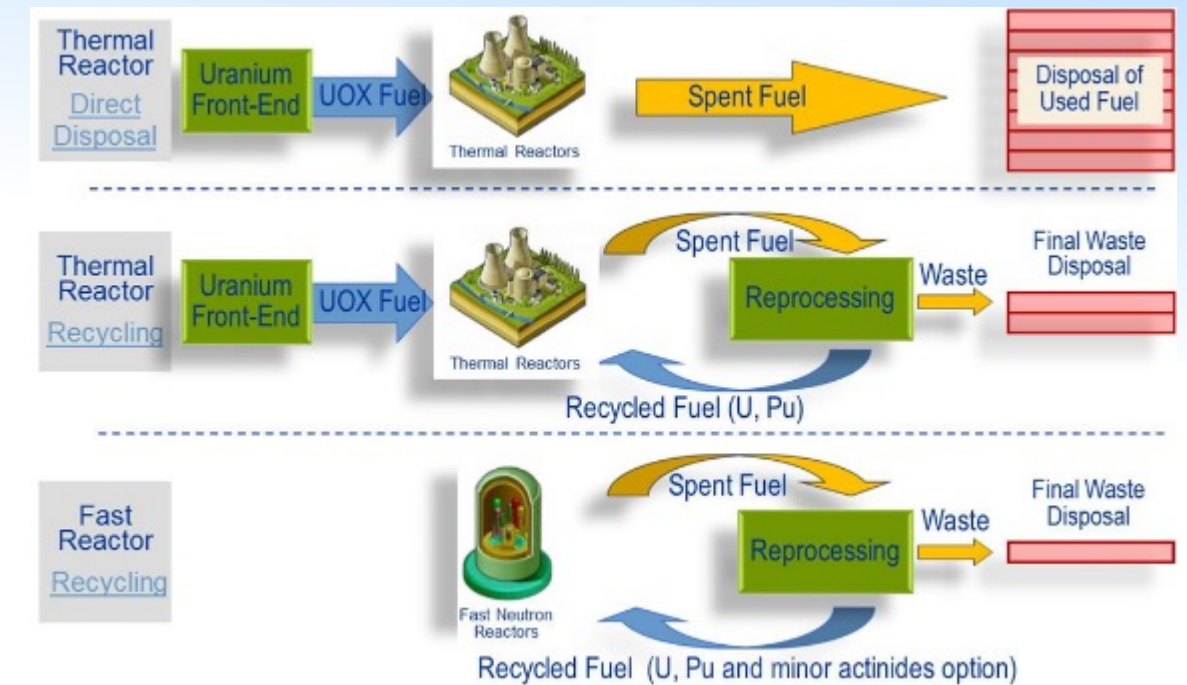 Thermal
Reactor
Direct
Disposal
Uranium
Front-End
UOX Fuel
Thermal Reactors
Spent Fuel
Disposal of
Used Fuel
Thermal
Reactor
Recycling
Uranium
Front-End
UOX Fuel
Thermal Reactors
Spent Fuel
Reprocessing
Waste
Final Waste
Disposal
Recycled Fuel (U, Pu)
Fast
Reactor
Recycling
Fast Neutron
Reactors
Spent Fuel
Reprocessing
Waste
Final Waste
Disposal
Recycled Fuel (U, Pu and minor actinides option)